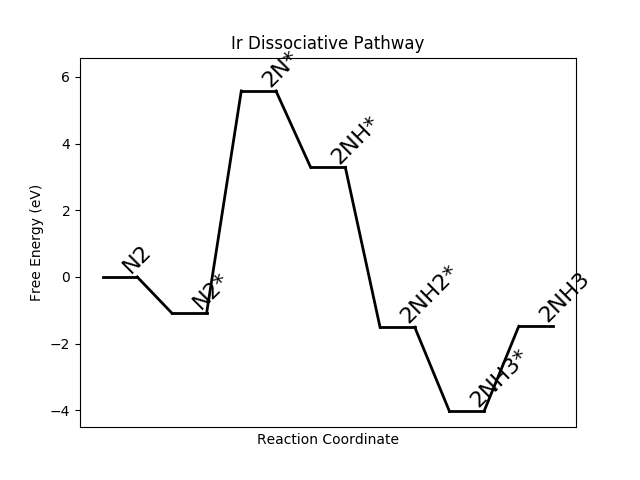 Ir Dissociative Pathway
Free Energy (eV)
6
4
2
0
−2
−4
N2
N2*
2N*
2NH*
2NH2*
2NH3*
2NH3
Reaction Coordinate